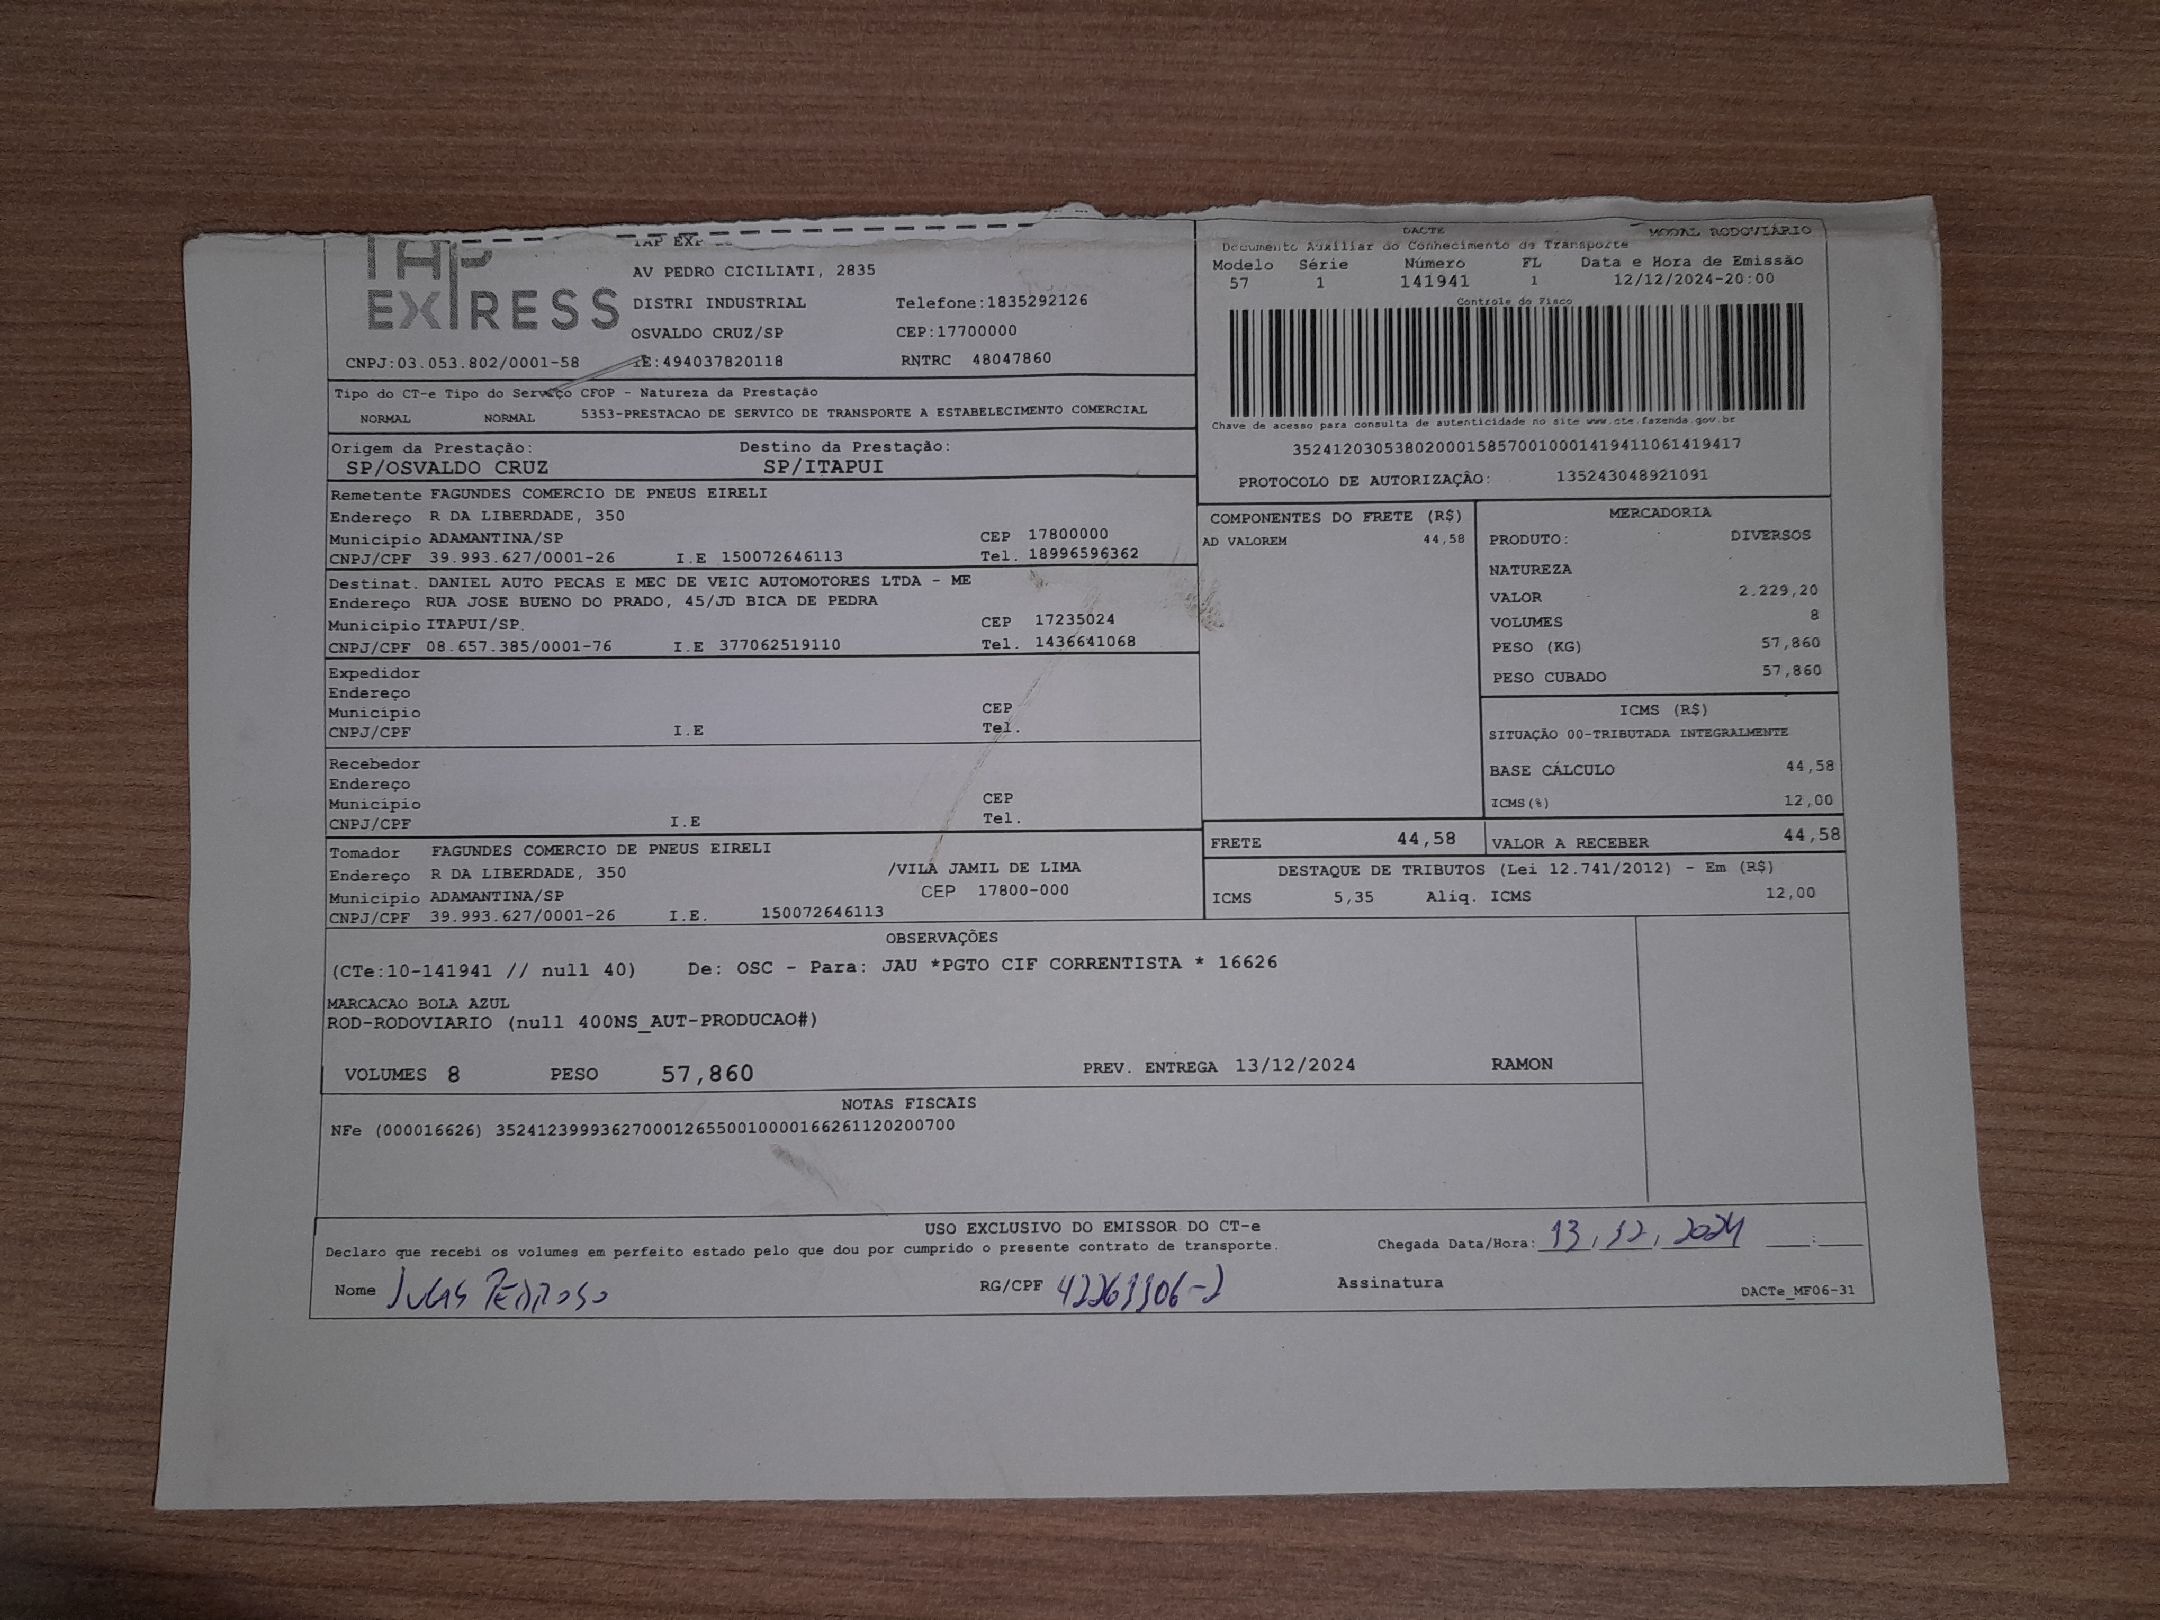 TAP
EXPRESS
TAP EXP
AV PEDRO CICILIATI, 2835
DISTRI INDUSTRIAL Telefone:1835292126
OSVALDO CRUZ/SP CEP:17700000
CNPJ:03.053.802/0001-58 IE:494037820118 RNTRC 48047860
DACTE MODAL RODOVIÁRIO
Documento Auxiliar do Conhecimento de Transporte
Modelo Série Número FL Data e Hora de Emissão
57 1 141941 1 12/12/2024-20:00
Controle do Fisco
Chave de acesso para consulta de autenticidade no site www.cte.fazenda.gov.br
35241203053802000158570010001419411061419417
PROTOCOLO DE AUTORIZAÇÃO: 135243048921091
Tipo do CT-e Tipo do Serviço CFOP - Natureza da Prestação
NORMAL NORMAL 5353-PRESTACAO DE SERVICO DE TRANSPORTE A ESTABELECIMENTO COMERCIAL
Origem da Prestação: Destino da Prestação:
SP/OSVALDO CRUZ SP/ITAPUI
Remetente FAGUNDES COMERCIO DE PNEUS EIRELI
Endereço R DA LIBERDADE, 350
Município ADAMANTINA/SP CEP 17800000
CNPJ/CPF 39.993.627/0001-26 I.E 150072646113 Tel. 18996596362
Destinat. DANIEL AUTO PECAS E MEC DE VEIC AUTOMOTORES LTDA - ME
Endereço RUA JOSE BUENO DO PRADO, 45/JD BICA DE PEDRA
Município ITAPUI/SP. CEP 17235024
CNPJ/CPF 08.657.385/0001-76 I.E 377062519110 Tel. 1436641068
Expedidor
Endereço
Município CEP
CNPJ/CPF I.E Tel.
Recebedor
Endereço
Município CEP
CNPJ/CPF I.E Tel.
Tomador FAGUNDES COMERCIO DE PNEUS EIRELI
Endereço R DA LIBERDADE, 350 /VILA JAMIL DE LIMA
Município ADAMANTINA/SP CEP 17800-000
CNPJ/CPF 39.993.627/0001-26 I.E. 150072646113
COMPONENTES DO FRETE (R$)
AD VALOREM 44,58
MERCADORIA
PRODUTO: DIVERSOS
NATUREZA
VALOR 2.229,20
VOLUMES 8
PESO (KG) 57,860
PESO CUBADO 57,860
ICMS (R$)
SITUAÇÃO 00-TRIBUTADA INTEGRALMENTE
BASE CÁLCULO 44,58
ICMS(%) 12,00
FRETE 44,58 VALOR A RECEBER 44,58
DESTAQUE DE TRIBUTOS (Lei 12.741/2012) - Em (R$)
ICMS 5,35 Aliq. ICMS 12,00
OBSERVAÇÕES
(CTe:10-141941 // null 40) De: OSC - Para: JAU *PGTO CIF CORRENTISTA * 16626
MARCACAO BOLA AZUL
ROD-RODOVIARIO (null 400NS_AUT-PRODUCAO#)
VOLUMES 8 PESO 57,860 PREV. ENTREGA 13/12/2024 RAMON
NOTAS FISCAIS
NFe (000016626) 35241239993627000126550010000166261120200700
USO EXCLUSIVO DO EMISSOR DO CT-e
Declaro que recebi os volumes em perfeito estado pelo que dou por cumprido o presente contrato de transporte. Chegada Data/Hora: 13, 12, 2024 :
Nome Lucas Pedroso RG/CPF Assinatura
DACTe_MF06-31